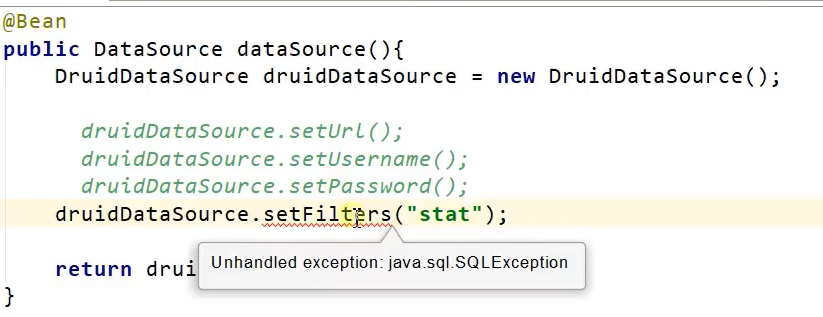 @Bean
public DataSource dataSource(){
DruidDataSource druidDataSource = new DruidDataSource();
druidDataSource.setUrl();
druidDataSource.setUsername();
druidDataSource.setPassword();
druidDataSource.setFilters("stat");
Unhandled exception: java.sql.SQLException
return drui
}